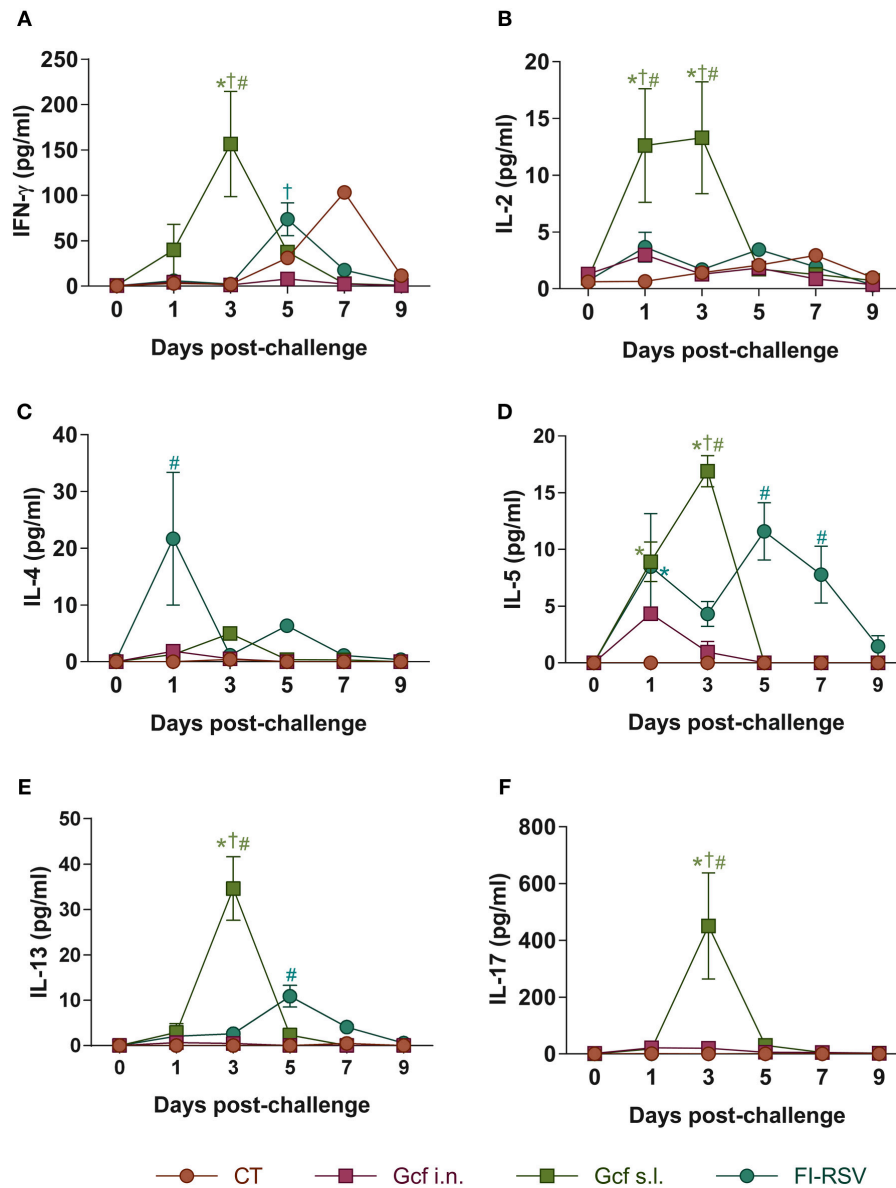 A
IFN-γ (pg/ml)
250
200
150
100
50
0
*†#
†
0 1 3 5 7 9
Days post-challenge
B
IL-2 (pg/ml)
20
15
10
5
0
*†#
*†#
0 1 3 5 7 9
Days post-challenge
C
IL-4 (pg/ml)
40
30
20
10
0
#
0 1 3 5 7 9
Days post-challenge
D
IL-5 (pg/ml)
20
15
10
5
0
*†#
#
#
*
*
0 1 3 5 7 9
Days post-challenge
E
IL-13 (pg/ml)
50
40
30
20
10
0
*†#
#
0 1 3 5 7 9
Days post-challenge
F
IL-17 (pg/ml)
800
600
400
200
0
*†#
0 1 3 5 7 9
Days post-challenge
CT Gcf i.n. Gcf s.l. FI-RSV